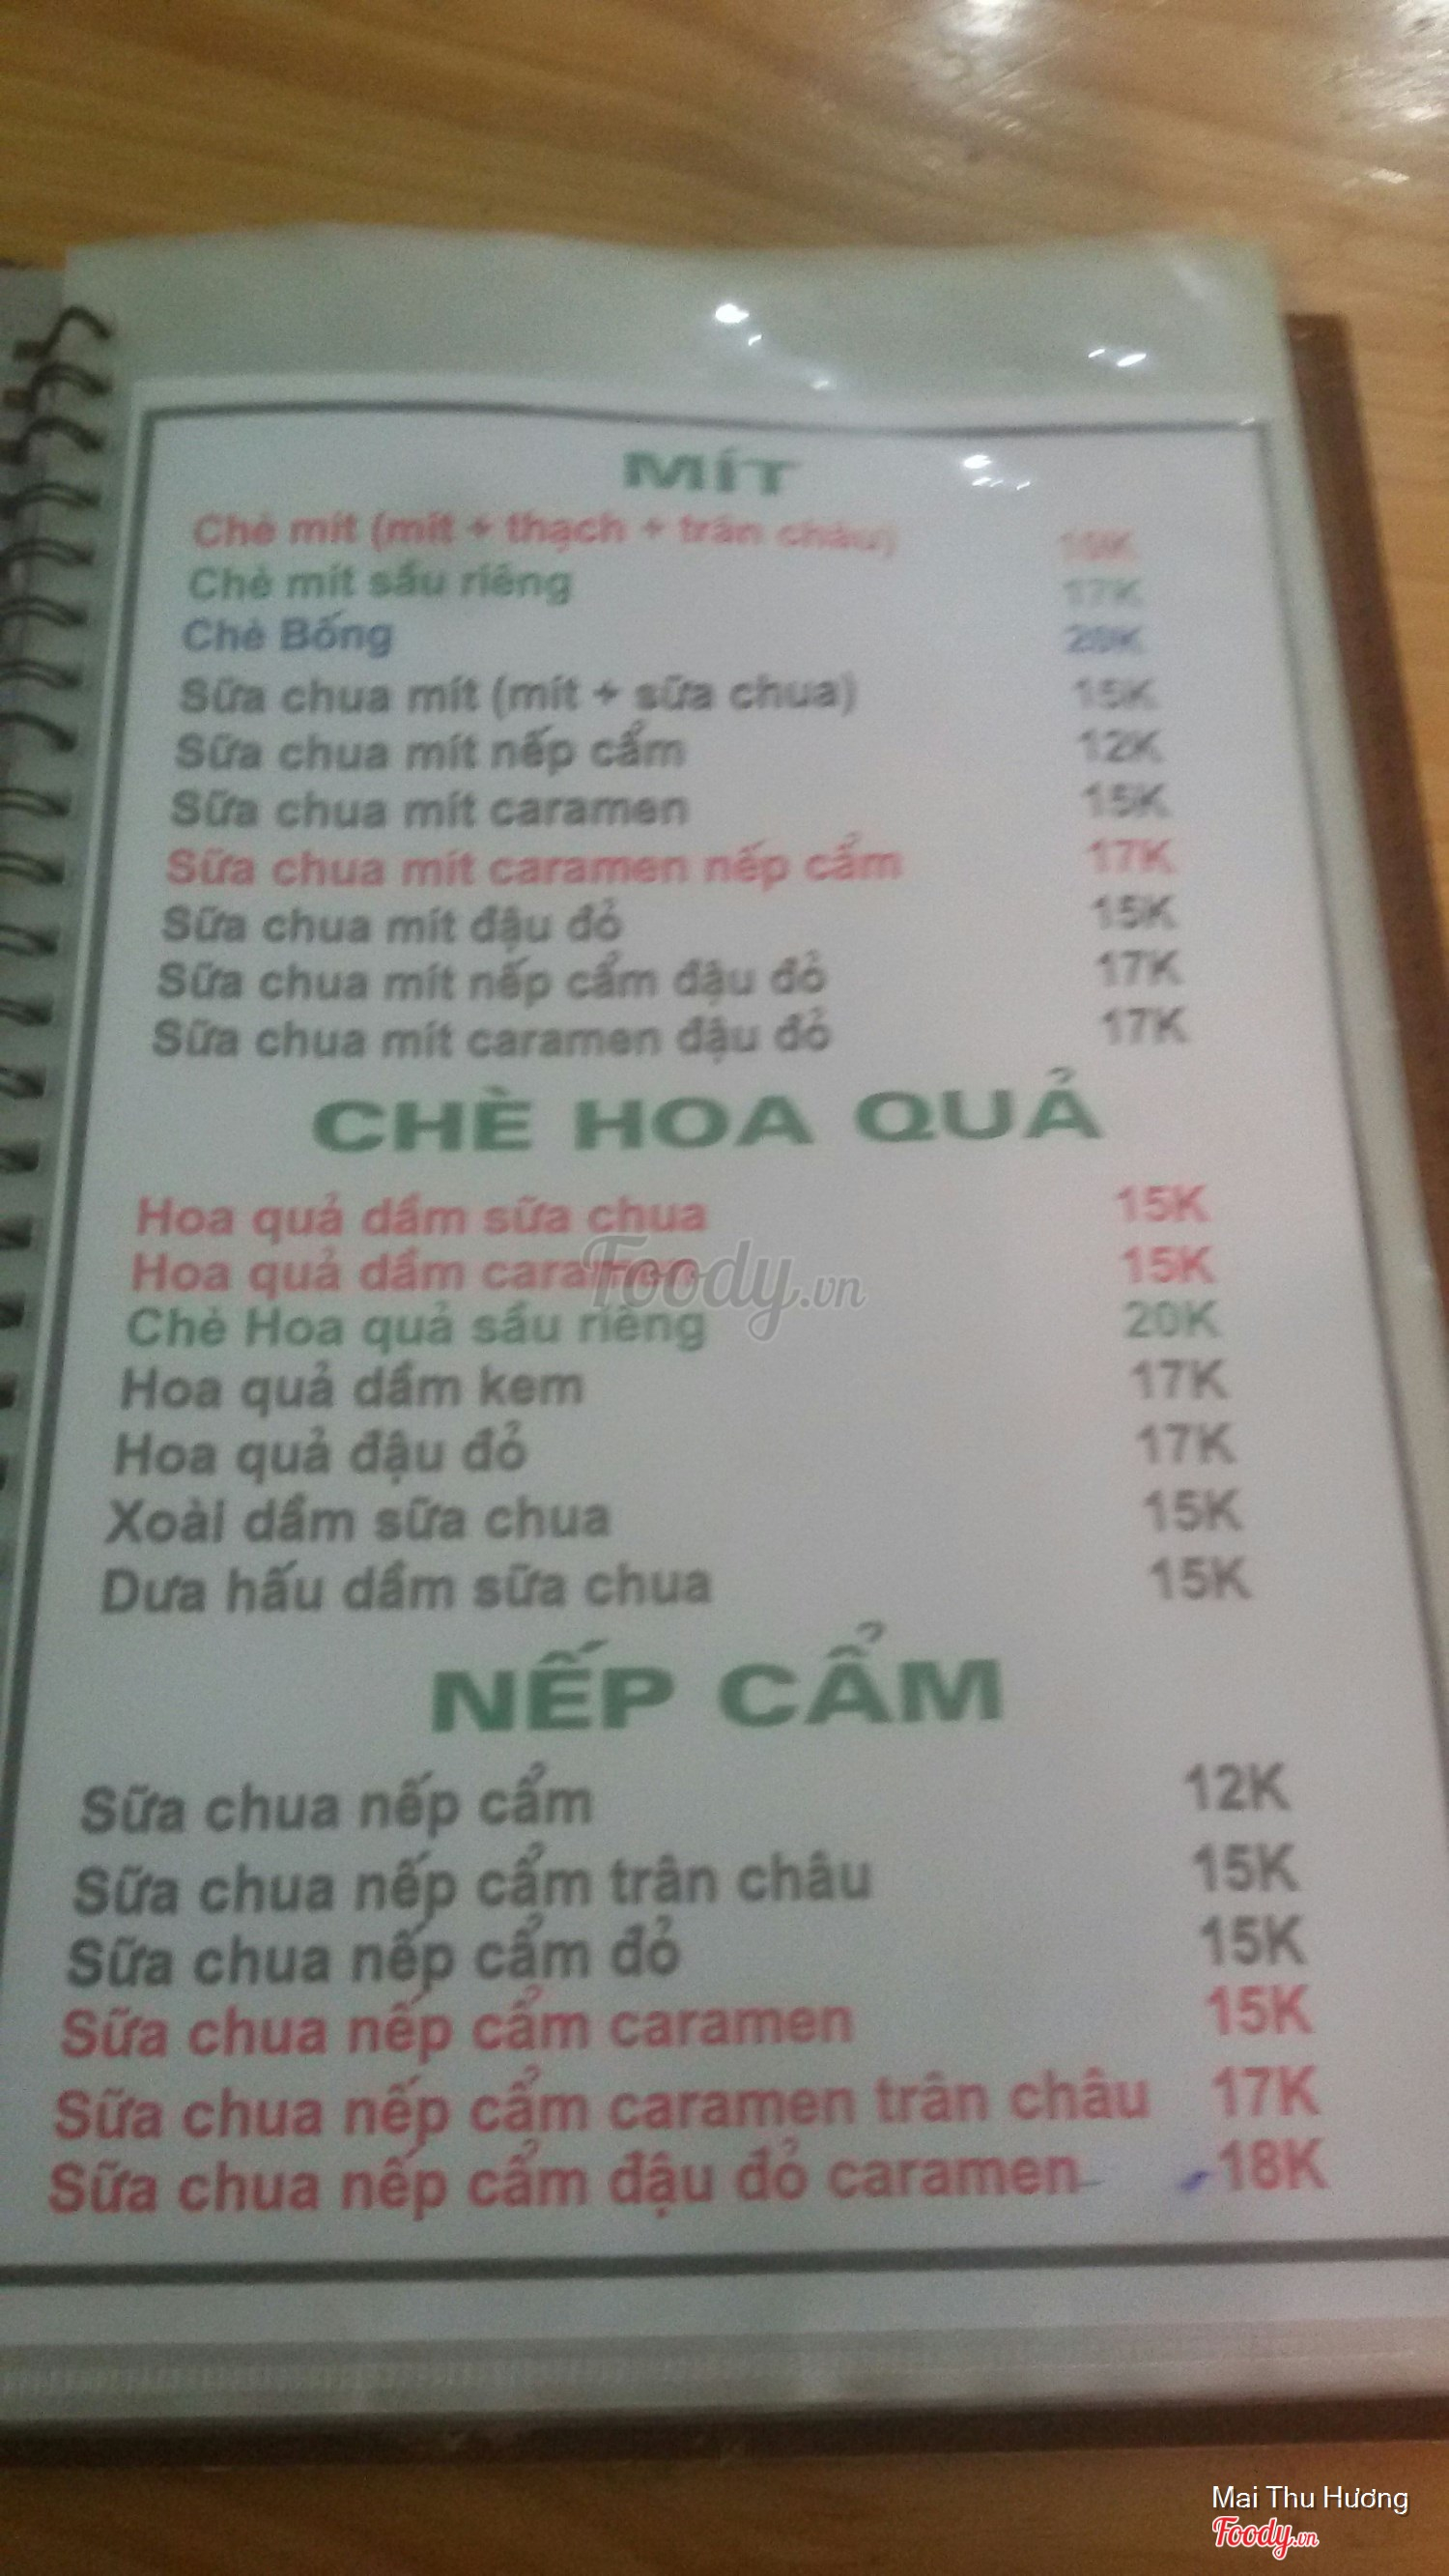 MÍT
Chè mít (mít + thạch + trân châu)
Chè mít sầu riêng 17K
Chè Bống 20K
Sữa chua mít (mít + sữa chua) 15K
Sữa chua mít nếp cẩm 12K
Sữa chua mít caramen 15K
Sữa chua mít caramen nếp cẩm 17K
Sữa chua mít đậu đỏ 15K
Sữa chua mít nếp cẩm đậu đỏ 17K
Sữa chua mít caramen đậu đỏ 17K
CHÈ HOA QUẢ
Hoa quả dầm sữa chua 15K
Hoa quả dầm caramen 15K
Foody.vn
Chè Hoa quả sầu riêng 20K
Hoa quả dầm kem 17K
Hoa quả đậu đỏ 17K
Xoài dầm sữa chua 15K
Dưa hấu dầm sữa chua 15K
NẾP CẨM
Sữa chua nếp cẩm 12K
Sữa chua nếp cẩm trân châu 15K
Sữa chua nếp cẩm đỏ 15K
Sữa chua nếp cẩm caramen 15K
Sữa chua nếp cẩm caramen trân châu 17K
Sữa chua nếp cẩm đậu đỏ caramen 18K
Mai Thu Hương
Foody.vn